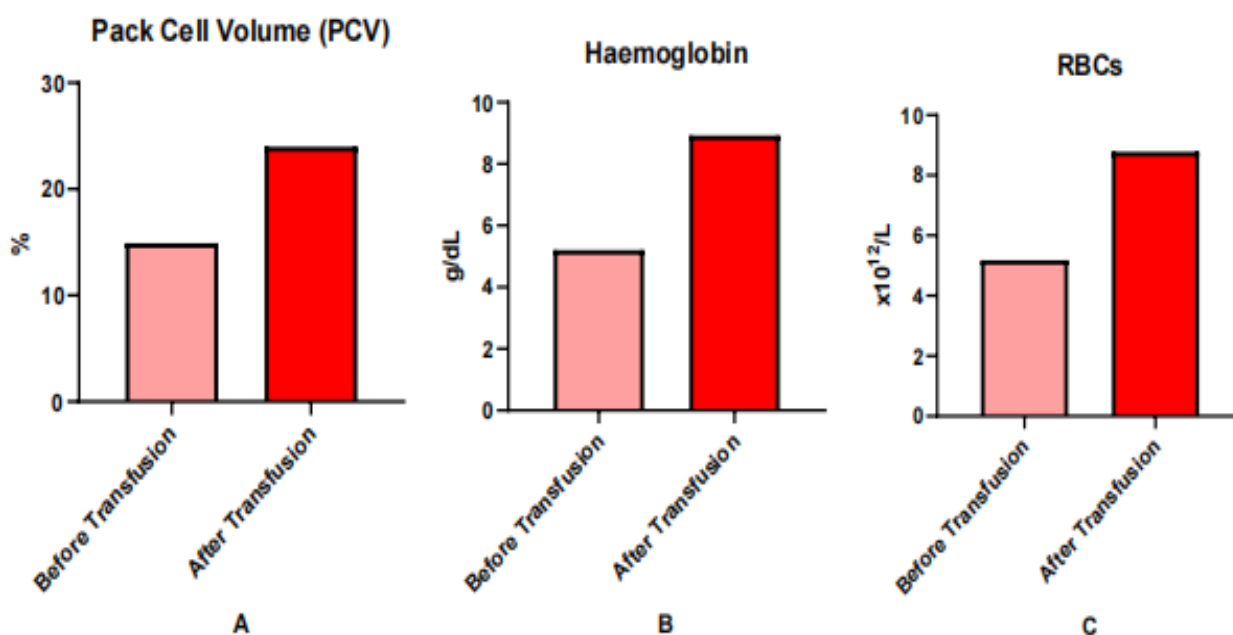 Pack Cell Volume (PCV)
30
20
10
0
%
Before Transfusion
After Transfusion
A
Haemoglobin
10
8
6
4
2
0
g/dL
Before Transfusion
After Transfusion
B
RBCs
10
8
6
4
2
0
x10¹²/L
Before Transfusion
After Transfusion
C